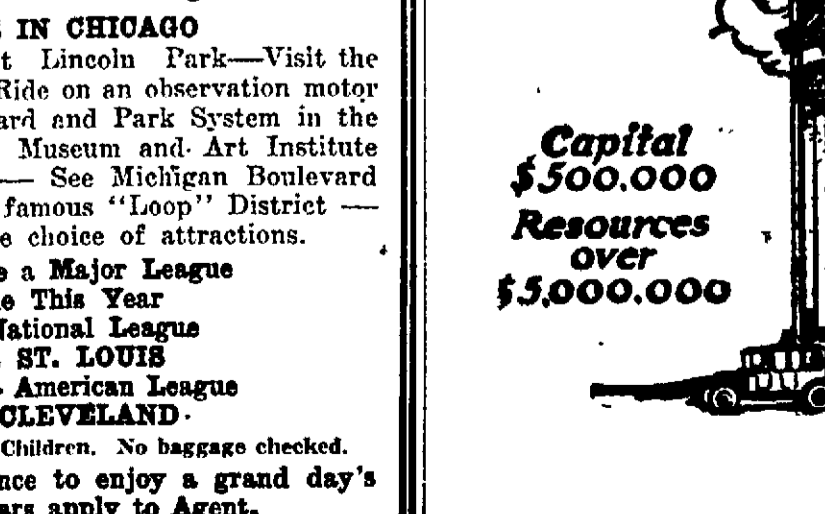 IN CHICAGO
t Lincoln Park—Visit the
Ride on an observation motor
ard and Park System in the
Museum and Art Institute
— See Michigan Boulevard
famous “Loop” District —
e choice of attractions.
e a Major League
e This Year
National League
ST. LOUIS
American League
CLEVELAND
Children. No baggage checked.
nce to enjoy a grand day's
ars apply to Agent.
Capital
$500.000
Resources
over
$5,000.000